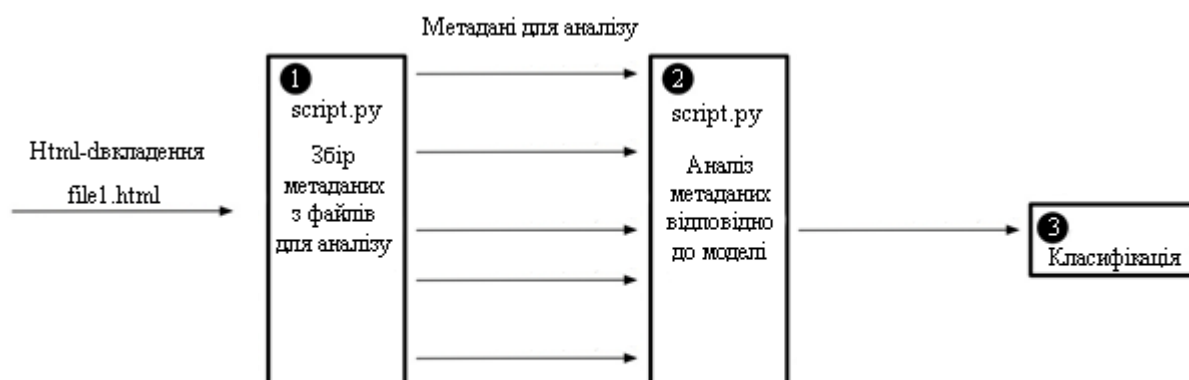 Метадані для аналізу
Html-dвкладення
file1.html
1
script.py
Збір
метаданих
з файлів
для аналізу
2
script.py
Аналіз
метаданих
відповідно
до моделі
3
Класифікація